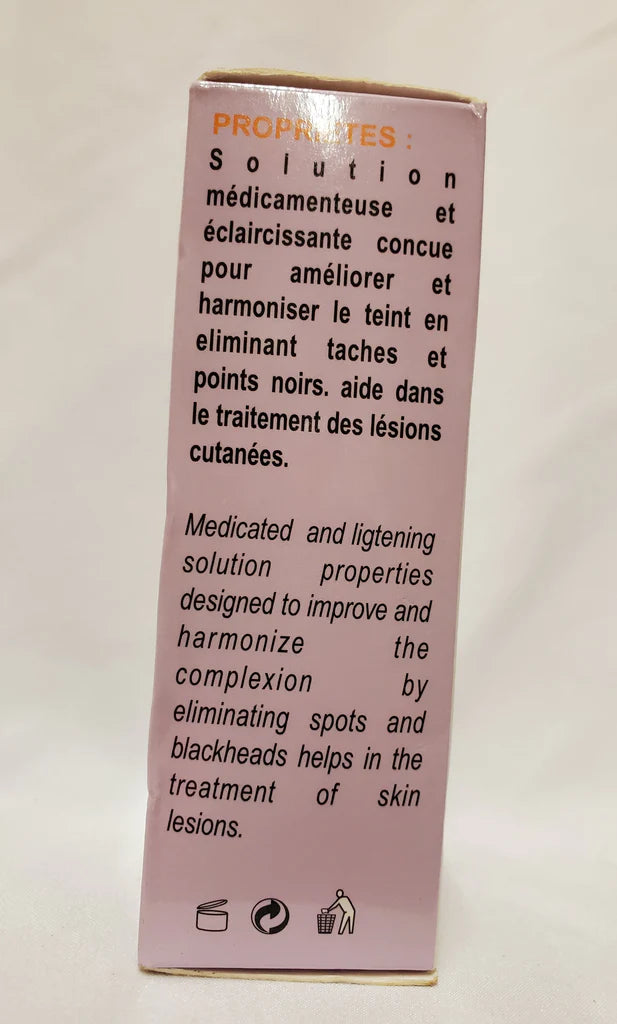 PROPRIETES :
Solution
médicamenteuse et
éclaircissante concue
pour améliorer et
harmoniser le teint en
eliminant taches et
points noirs. aide dans
le traitement des lésions
cutanées.
Medicated and ligtening
solution properties
designed to improve and
harmonize the
complexion by
eliminating spots and
blackheads helps in the
treatment of skin
lesions.